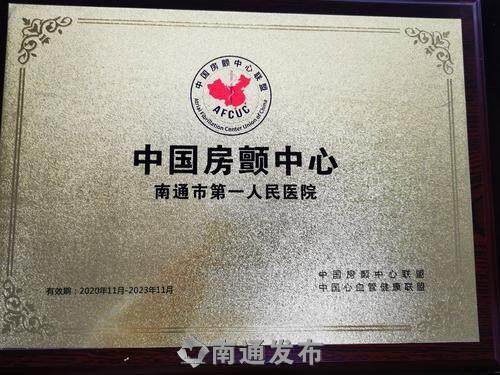 中国房颤中心联盟
AFCUC
Atrial Fibrillation Center Union of China
中国房颤中心
南通市第一人民医院
中国房颤中心联盟
有效期：2020年11月-2023年11月
中国心血管健康联盟
南通发布